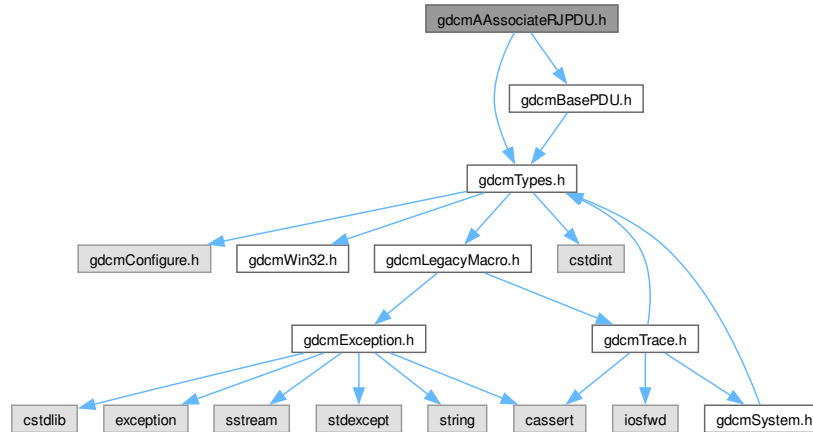 gdcmAAssociateRJPDU.h
gdcmBasePDU.h
gdcmTypes.h
gdcmConfigure.h
gdcmWin32.h
gdcmLegacyMacro.h
cstdint
gdcmException.h
gdcmTrace.h
cstdlib
exception
sstream
stdexcept
string
cassert
iosfwd
gdcmSystem.h